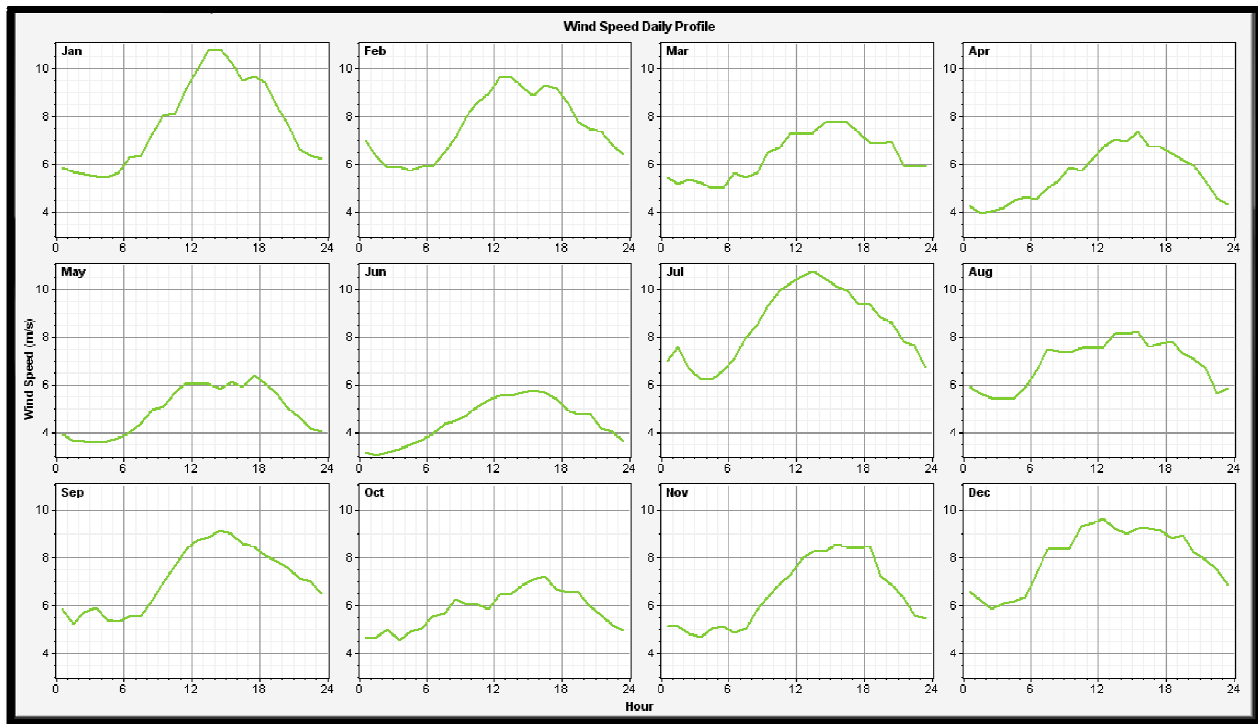 Wind Speed Daily Profile
Jan Feb Mar Apr
10 10 10 10
8 8 8 8
6 6 6 6
4 4 4 4
0 6 12 18 24 0 6 12 18 24 0 6 12 18 24 0 6 12 18 24
May Jun Jul Aug
10 10 10 10
8 8 8 8
6 6 6 6
4 4 4 4
0 6 12 18 24 0 6 12 18 24 0 6 12 18 24 0 6 12 18 24
Wind Speed (m/s)
Sep Oct Nov Dec
10 10 10 10
8 8 8 8
6 6 6 6
4 4 4 4
0 6 12 18 24 0 6 12 18 24 0 6 12 18 24 0 6 12 18 24
Hour